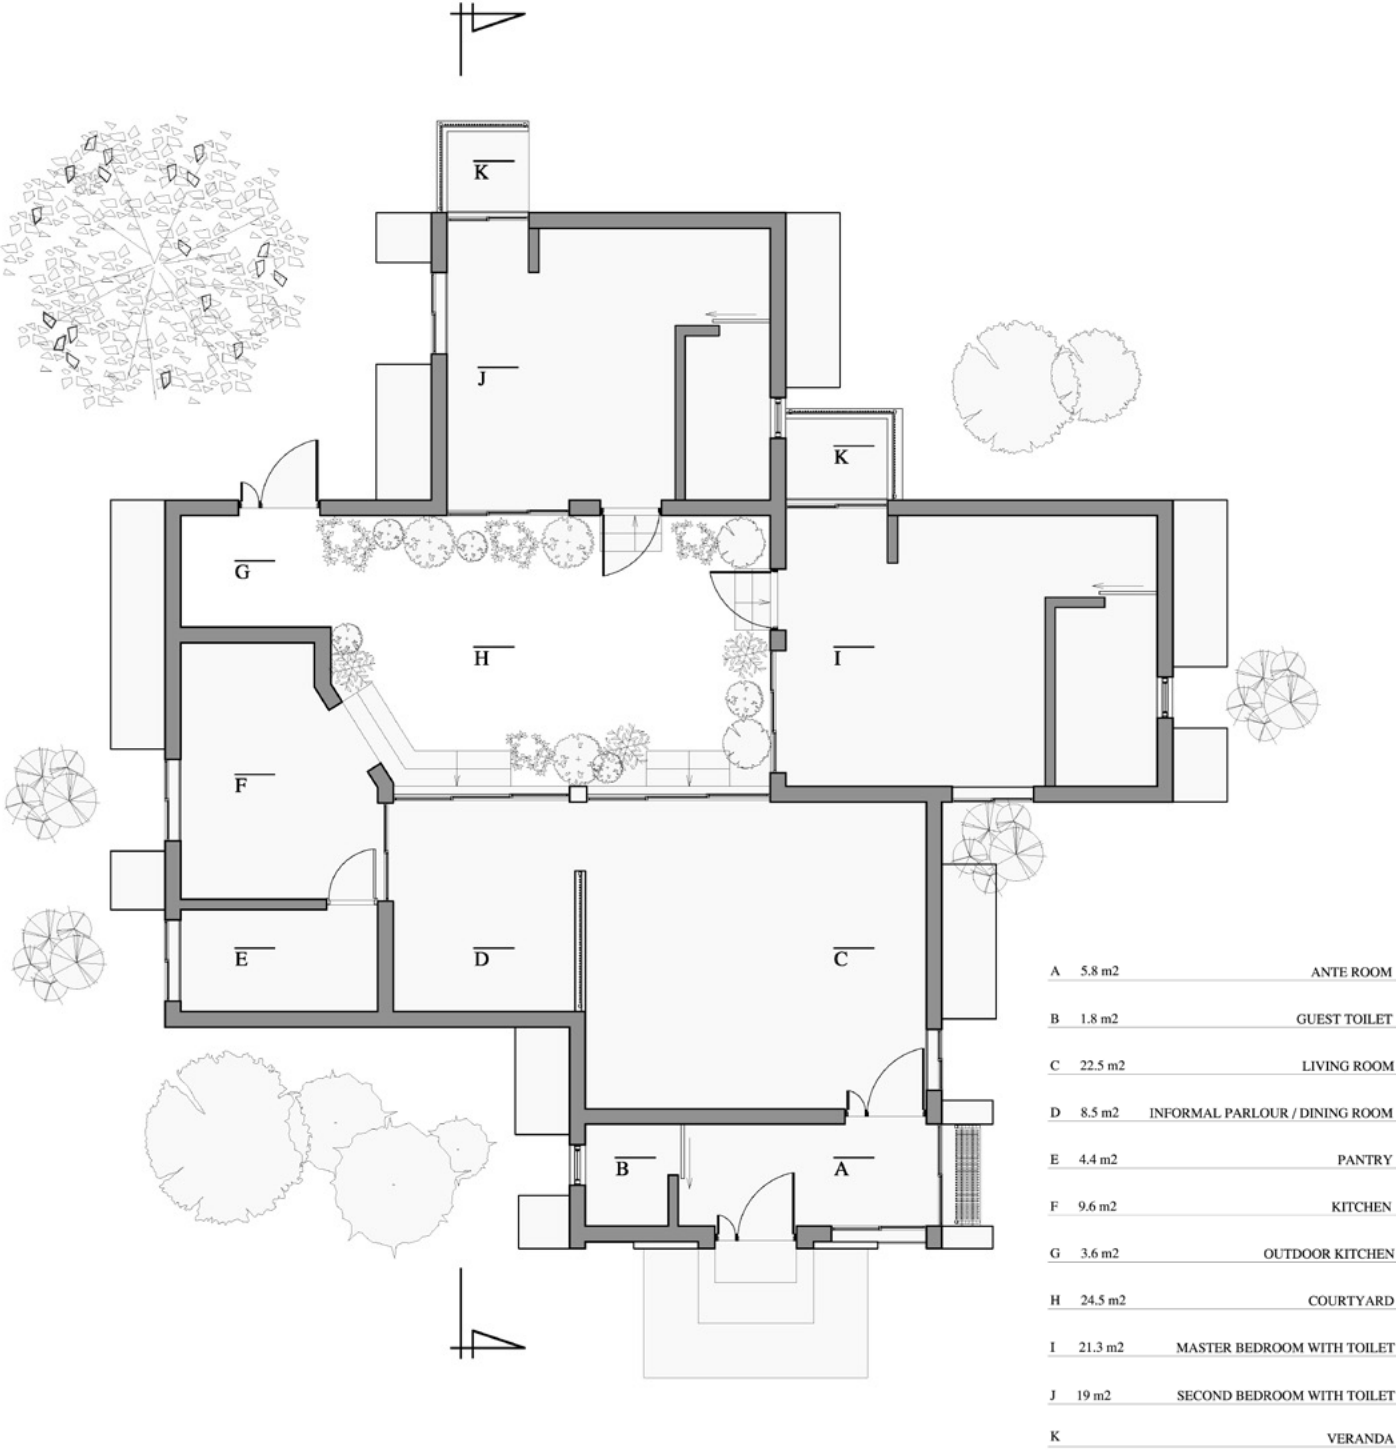 K
J
K
G
H
I
F
E
D
C
B
A
A 5.8 m2 ANTE ROOM
B 1.8 m2 GUEST TOILET
C 22.5 m2 LIVING ROOM
D 8.5 m2 INFORMAL PARLOUR / DINING ROOM
E 4.4 m2 PANTRY
F 9.6 m2 KITCHEN
G 3.6 m2 OUTDOOR KITCHEN
H 24.5 m2 COURTYARD
I 21.3 m2 MASTER BEDROOM WITH TOILET
J 19 m2 SECOND BEDROOM WITH TOILET
K VERANDA